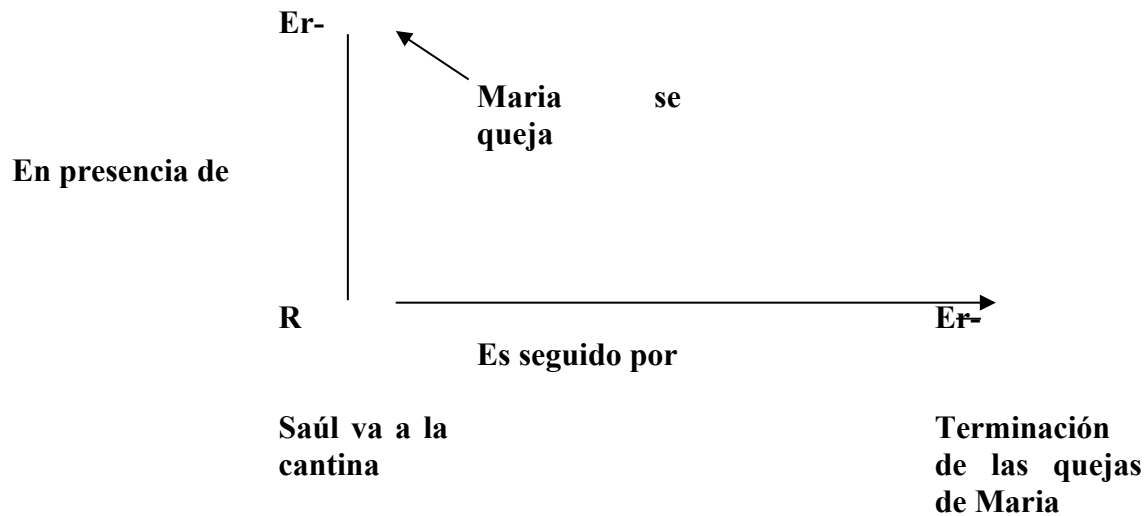 Er-
Maria se
queja
En presencia de
R
Er-
Es seguido por
Saúl va a la
cantina
Terminación
de las quejas
de Maria